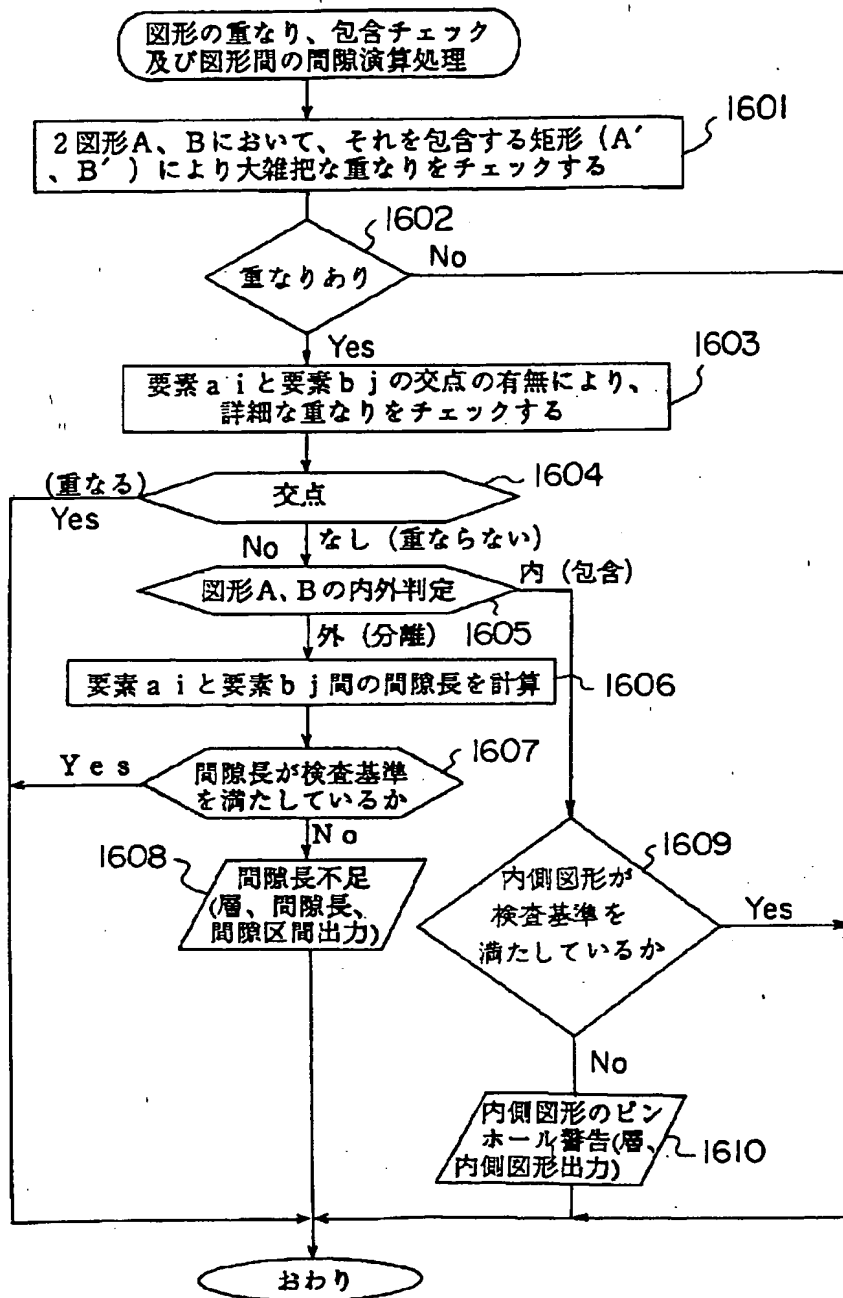 図形の重なり、包含チェック
及び図形間の間隙演算処理
1601
2図形A、Bにおいて、それを包含する矩形(A′
、B′)により大雑把な重なりをチェックする
1602
重なりあり
No
Yes
1603
要素aiと要素bjの交点の有無により、
詳細な重なりをチェックする
1604
(重なる)
Yes
交点
No
なし(重ならない)
図形A、Bの内外判定
内(包含)
外(分離)
1605
要素aiと要素bj間の間隙長を計算
1606
1607
Yes
間隙長が検査基準
を満たしているか
No
1608
間隙長不足
(層、間隙長、
間隙区間出力)
1609
内側図形が
検査基準を
満たしているか
Yes
No
内側図形のピン
ホール警告(層、
内側図形出力)
1610
おわり